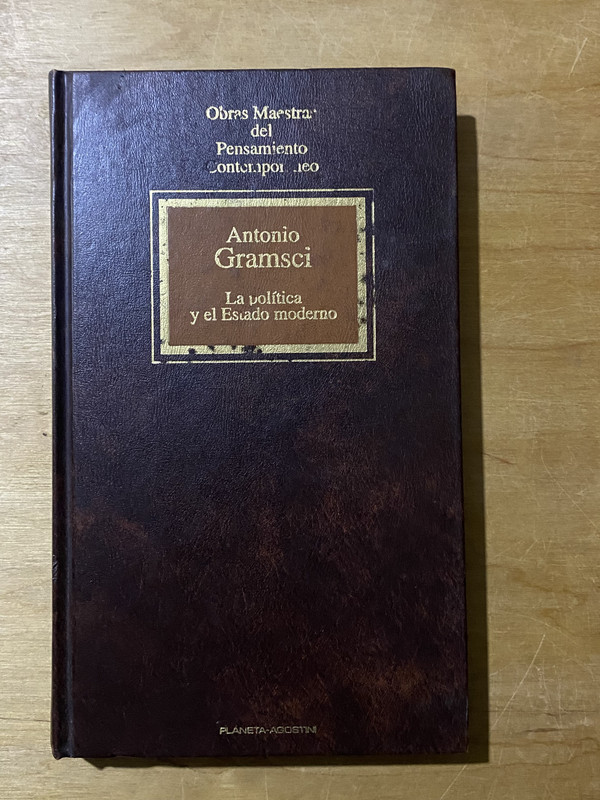 Obras Maestras
del
Pensamiento
Contemporáneo
Antonio
Gramsci
La política
y el Estado moderno
PLANETA-AGOSTINI